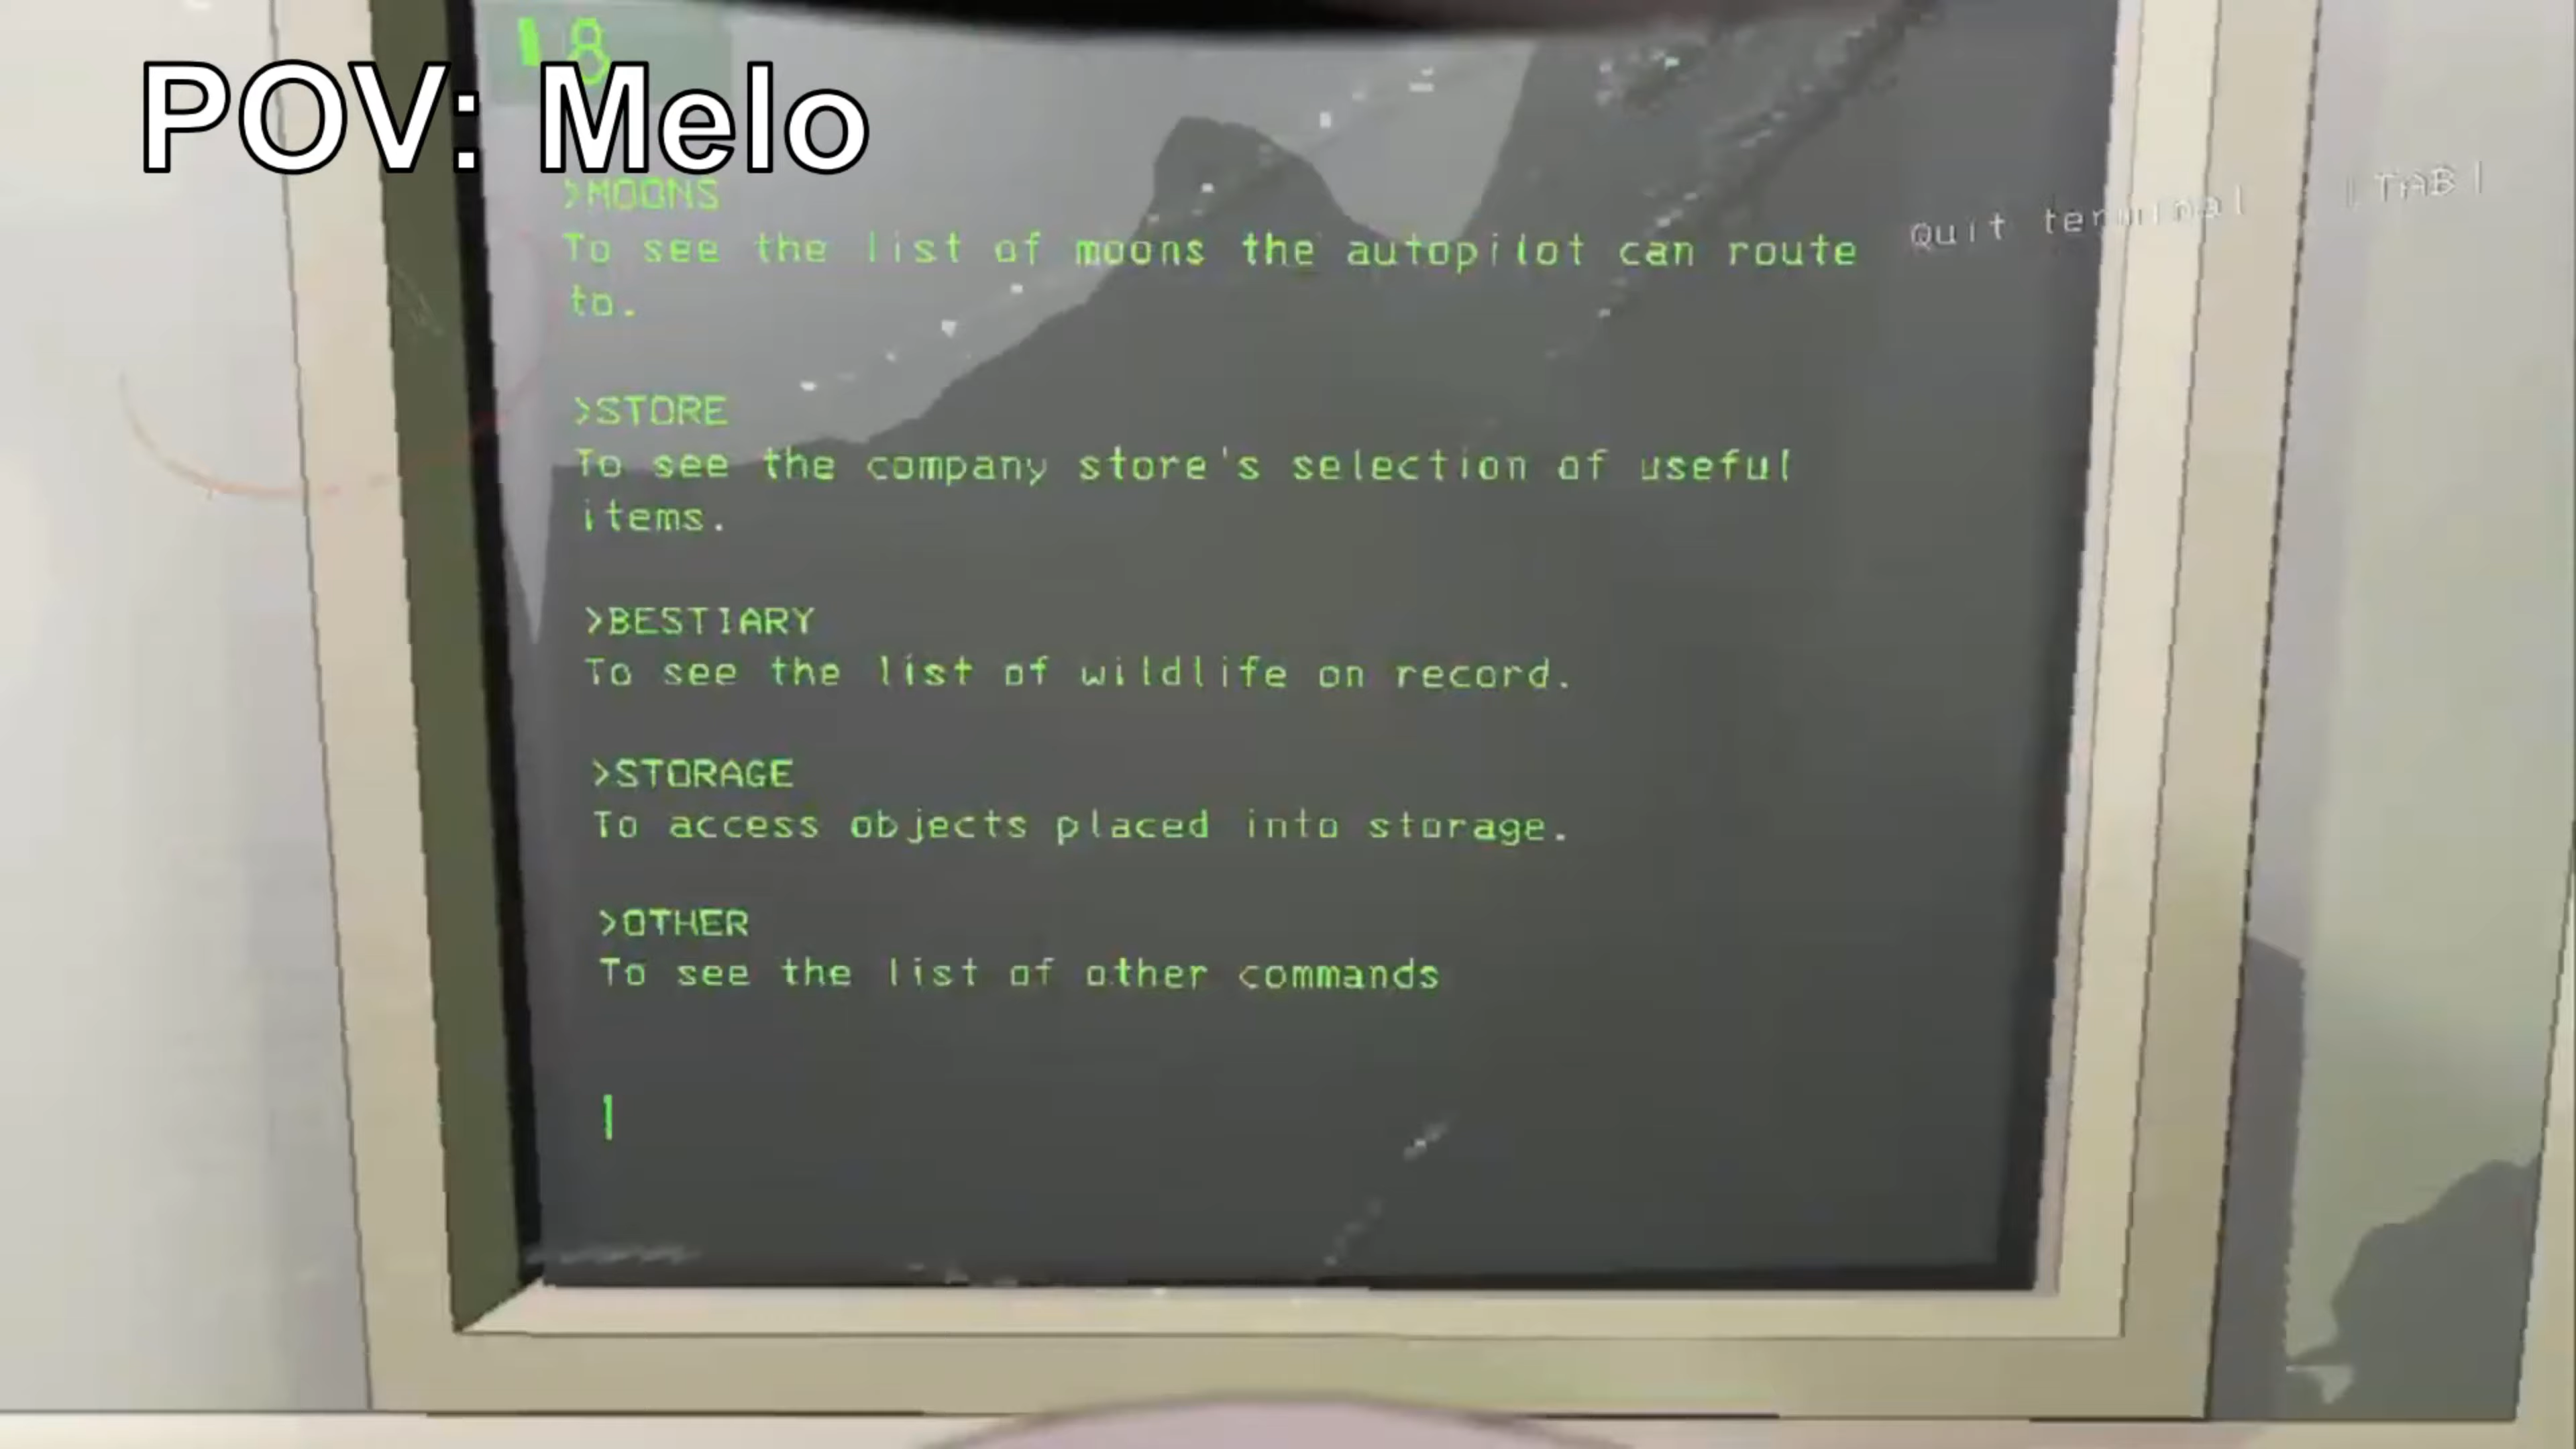 8
POV: Melo
>MOONS
To see the list of moons the autopilot can route
to.
Quit terminal
[TAB]
>STORE
To see the company store's selection of useful
items.
>BESTIARY
To see the list of wildlife on record.
>STORAGE
To access objects placed into storage.
>OTHER
To see the list of other commands